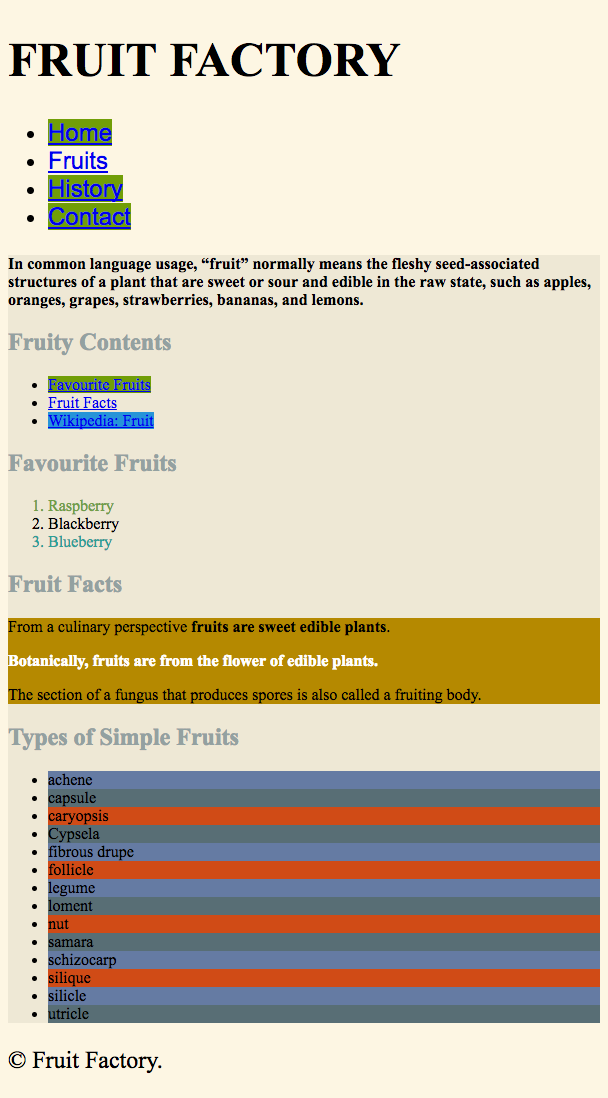 FRUIT FACTORY
• Home
• Fruits
• History
• Contact
In common language usage, “fruit” normally means the fleshy seed-associated
structures of a plant that are sweet or sour and edible in the raw state, such as apples,
oranges, grapes, strawberries, bananas, and lemons.
Fruity Contents
• Favourite Fruits
• Fruit Facts
• Wikipedia: Fruit
Favourite Fruits
1. Raspberry
2. Blackberry
3. Blueberry
Fruit Facts
From a culinary perspective fruits are sweet edible plants.
Botanically, fruits are from the flower of edible plants.
The section of a fungus that produces spores is also called a fruiting body.
Types of Simple Fruits
• achene
• capsule
• caryopsis
• Cypsela
• fibrous drupe
• follicle
• legume
• loment
• nut
• samara
• schizocarp
• silique
• silicle
• utricle
© Fruit Factory.